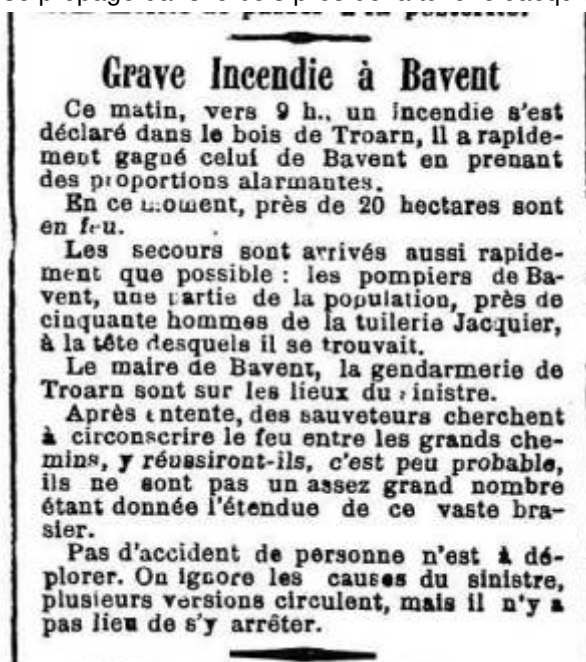 Grave Incendie à Bavent
Ce matin, vers 9 h., un incendie s'est
déclaré dans le bois de Troarn, il a rapide-
ment gagné celui de Bavent en prenant
des proportions alarmantes.
En ce moment, près de 20 hectares sont
en feu.
Les secours sont arrivés aussi rapide-
ment que possible : les pompiers de Ba-
vent, une partie de la population, près de
cinquante hommes de la tuilerie Jacquier,
à la tête desquels il se trouvait.
Le maire de Bavent, la gendarmerie de
Troarn sont sur les lieux du sinistre.
Après entente, des sauveteurs cherchent
à circonscrire le feu entre les grands che-
mins, y réussiront-ils, c'est peu probable,
ils ne sont pas un assez grand nombre
étant donnée l'étendue de ce vaste bra-
sier.
Pas d'accident de personne n'est à dé-
plorer. On ignore les causes du sinistre,
plusieurs versions circulent, mais il n'y a
pas lieu de s'y arrêter.